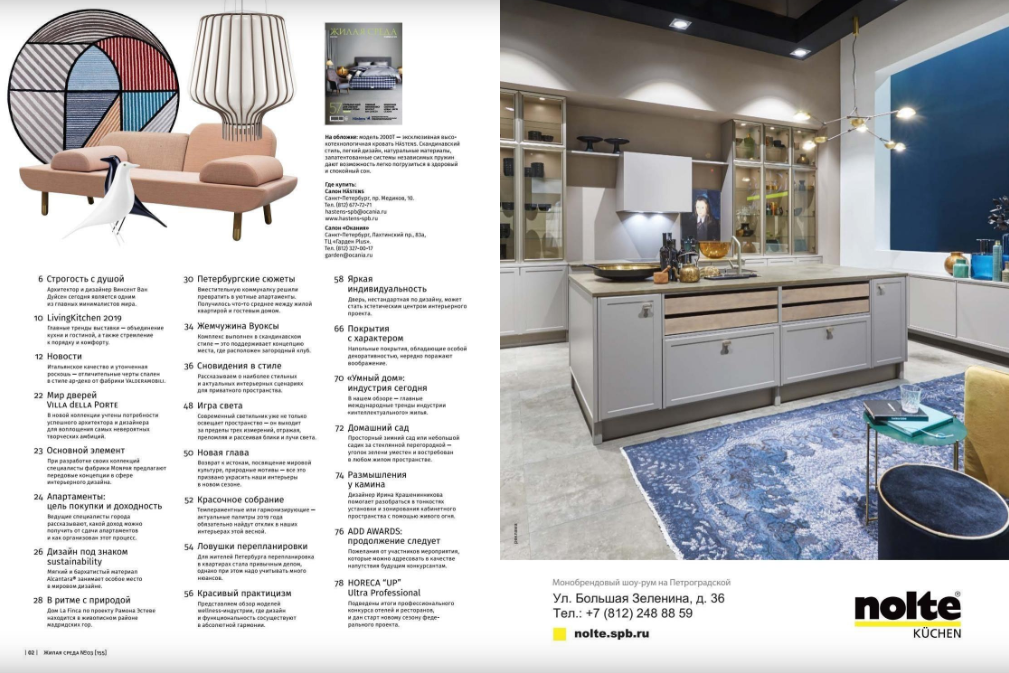 ЖИЛАЯ СРЕДА
57
На обложке: модель 2000T — эксклюзивная высо-
котехнологичная кровать Hästens. Скандинавский
стиль, легкий дизайн, натуральные материалы,
запатентованные системы независимых пружин
дают возможность легко погрузиться в здоровый
и спокойный сон.
Где купить:
Салон Hästens
Санкт-Петербург, пр. Медиков, 10.
Тел. (812) 677-72-71
hastens-spb@ocania.ru
www.hastens-spb.ru
Салон «Окания»
Санкт-Петербург, Лахтинский пр., 85а,
ТЦ «Гарден Plus».
Тел. (812) 327-00-17
garden@ocania.ru
6 Строгость с душой
Архитектор и дизайнер Винсент Ван
Дуйсен сегодня является одним
из главных минималистов мира.
10 LivingKitchen 2019
Главные тренды выставки — объединение
кухни и гостиной, а также стремление
к порядку и комфорту.
12 Новости
Итальянское качество и утонченная
роскошь — отличительные черты спален
в стиле ар-деко от фабрики Valderamobili.
22 Мир дверей
Villa della Porte
В новой коллекции учтены потребности
успешного архитектора и дизайнера
для воплощения самых невероятных
творческих амбиций.
23 Основной элемент
При разработке своих коллекций
специалисты фабрики Mobirea предлагают
передовые концепции в сфере
интерьерного дизайна.
24 Апартаменты:
цель покупки и доходность
Ведущие специалисты города
рассказывают, какой доход можно
получить от сдачи апартаментов
и как организован этот процесс.
26 Дизайн под знаком
sustainability
Мягкий и бархатистый материал
Alcantara® занимает особое место
в мировом дизайне.
28 В ритме с природой
Дом La Finca по проекту Рамона Эстеве
находится в живописном районе
мадридских гор.
30 Петербургские сюжеты
Вместительную коммуналку решили
превратить в уютные апартаменты.
Получилось что-то среднее между жилой
квартирой и гостевым домом.
34 Жемчужина Вуоксы
Комплекс выполнен в скандинавском
стиле — это поддерживает концепцию
места, где расположен загородный клуб.
36 Сновидения в стиле
Рассказываем о наиболее стильных
и актуальных интерьерных сценариях
для приватного пространства.
48 Игра света
Современный светильник уже не только
освещает пространство — он выходит
за пределы трех измерений, отражая,
преломляя и рассеивая блики и лучи света.
50 Новая глава
Возврат к истокам, посвящение мировой
культуре, природные мотивы — все это
призвано украсить наши интерьеры
в новом сезоне.
52 Красочное собрание
Темпераментные или гармонизирующие —
актуальные палитры 2019 года
обязательно найдут отклик в наших
интерьерах этой весной.
54 Ловушки перепланировки
Для жителей Петербурга перепланировка
в квартирах стала привычным делом,
однако при этом надо учитывать много
нюансов.
56 Красивый практицизм
Представляем обзор моделей
wellness-индустрии, где дизайн
и функциональность сосуществуют
в абсолютной гармонии.
58 Яркая
индивидуальность
Дверь, нестандартная по дизайну, может
стать эстетическим центром интерьерного
проекта.
66 Покрытия
с характером
Напольные покрытия, обладающие особой
декоративностью, нередко поражают
воображение.
70 «Умный дом»:
индустрия сегодня
В нашем обзоре — главные
международные тренды индустрии
«интеллектуального» жилья.
72 Домашний сад
Просторный зимний сад или небольшой
садик за стеклянной перегородкой —
уголок зелени уместен и востребован
в любом жилом пространстве.
74 Размышления
у камина
Дизайнер Ирина Крашенинникова
помогает разобраться в тонкостях
установки и зонирования кабинетного
пространства с помощью живого огня.
76 ADD AWARDS:
продолжение следует
Пожелания от участников мероприятия,
которые можно адресовать в качестве
напутствия будущим конкурсантам.
78 HORECA “UP”
Ultra Professional
Подведены итоги профессионального
конкурса отелей и ресторанов,
и дан старт новому сезону феде-
рального проекта.
| 02 | Жилая среда №03 [155]
реклама
Монобрендовый шоу-рум на Петроградской
Ул. Большая Зеленина, д. 36
Тел.: +7 (812) 248 88 59
nolte.spb.ru
nolte®
KÜCHEN